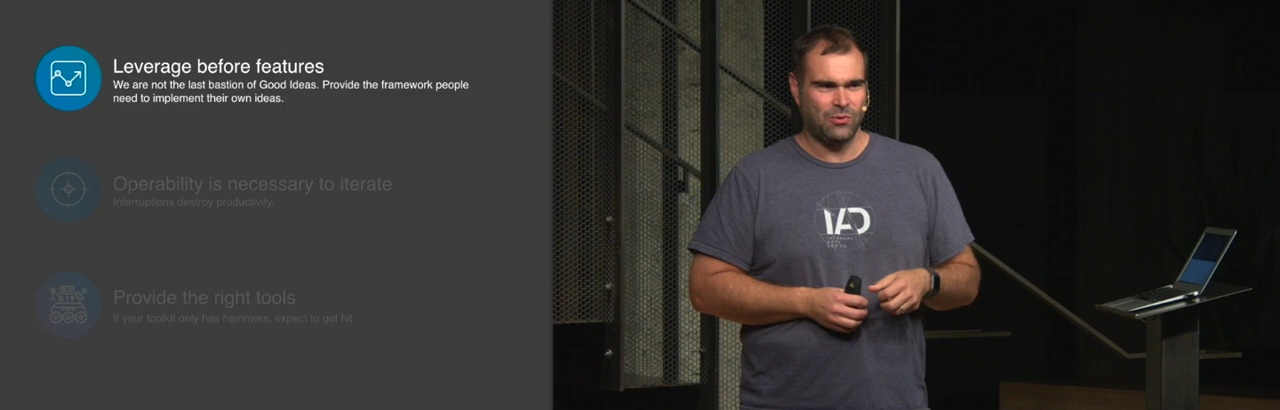 Leverage before features
We are not the last bastion of Good Ideas. Provide the framework people
need to implement their own ideas.
Operability is necessary to iterate
Interruptions destroy productivity.
Provide the right tools
If your toolkit only has hammers, expect to get hit
IAD